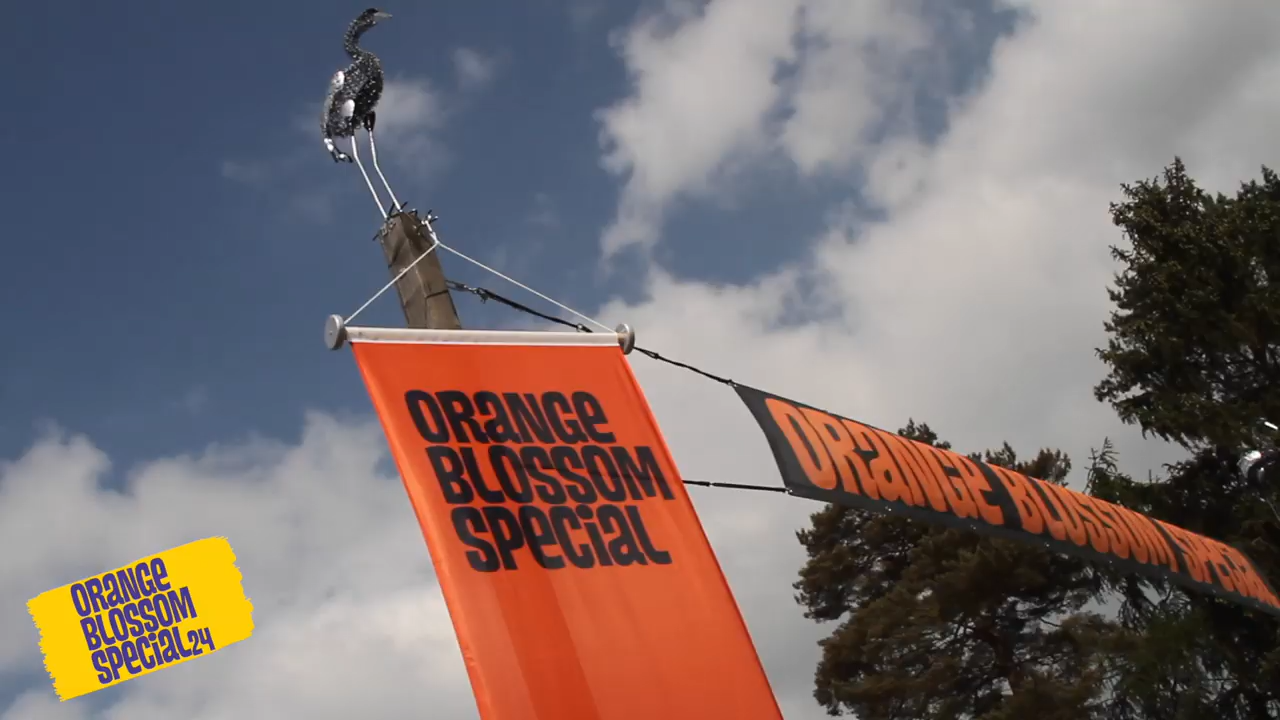 ORANGE
BLOSSOM
SPECIAL
ORANGE BLOSSOM SPECIAL
ORANGE
BLOSSOM
SPECIAL24